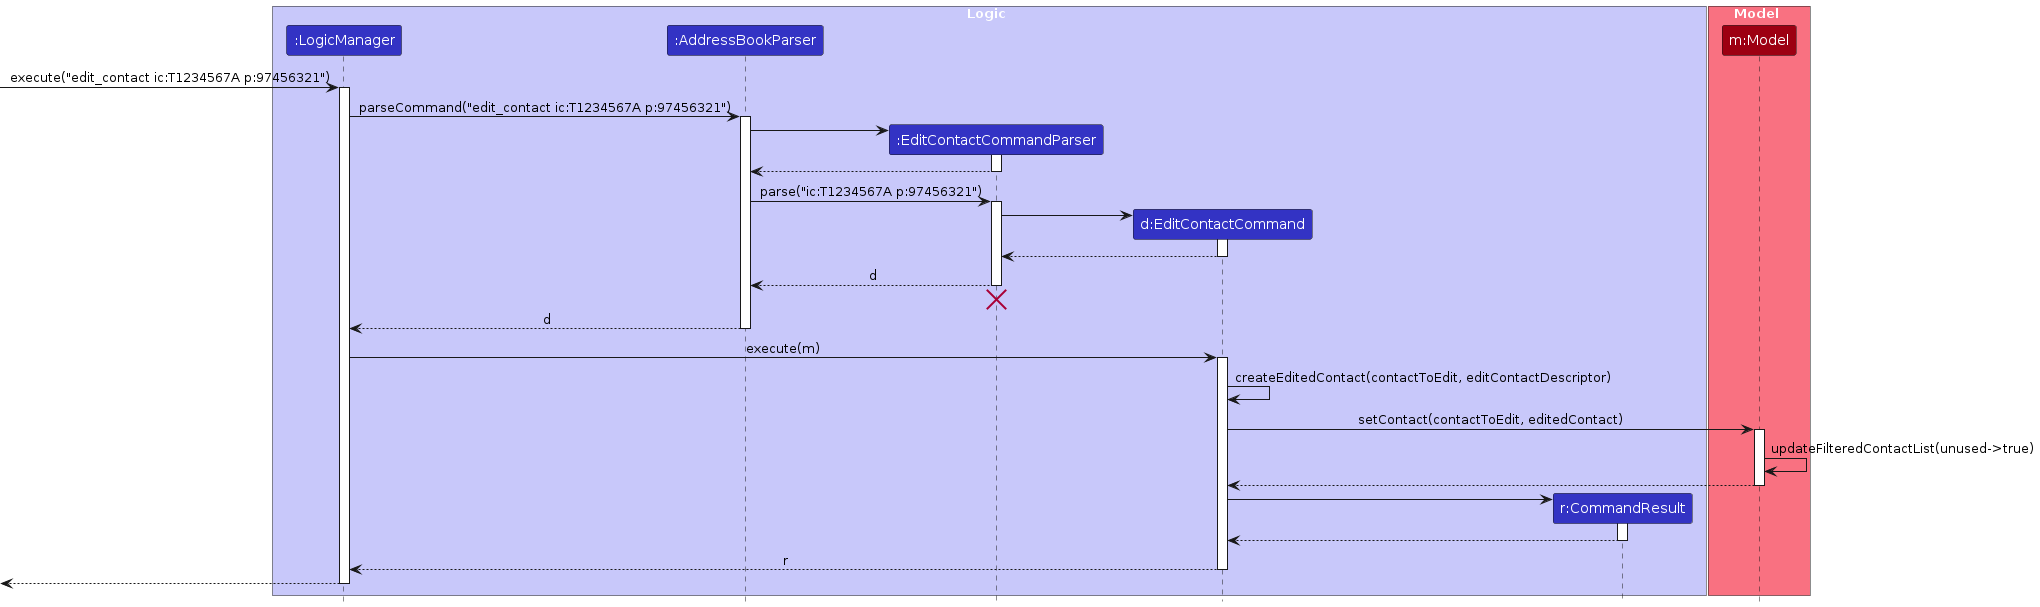 Logic
Model
:LogicManager
:AddressBookParser
m:Model
execute("edit_contact ic:T1234567A p:97456321")
parseCommand("edit_contact ic:T1234567A p:97456321")
:EditContactCommandParser
parse("ic:T1234567A p:97456321")
d:EditContactCommand
d
d
execute(m)
createEditedContact(contactToEdit, editContactDescriptor)
setContact(contactToEdit, editedContact)
updateFilteredContactList(unused->true)
r:CommandResult
r